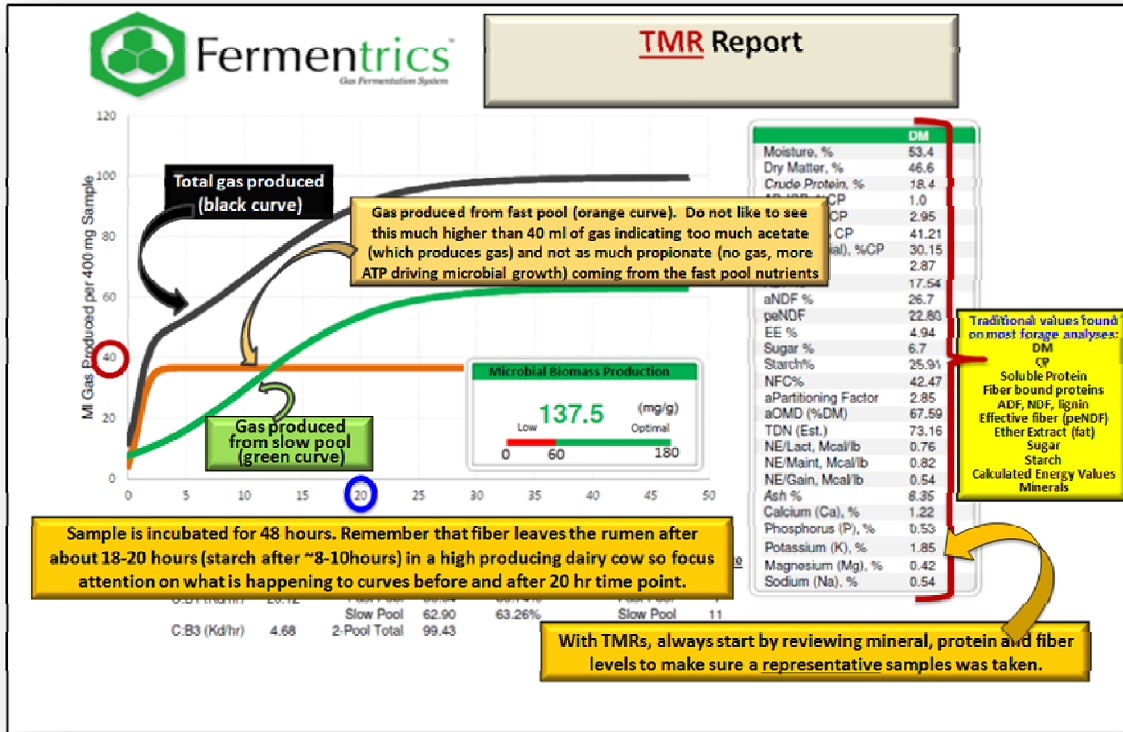 Fermentrics™
Gas Fermentation System
TMR Report
120
100
80
60
40
20
0
Ml Gas Produced per 400 mg Sample
0
5
10
15
20
25
30
35
40
45
50
Total gas produced
(black curve)
Gas produced from fast pool (orange curve). Do not like to see
this much higher than 40 ml of gas indicating too much acetate
(which produces gas) and not as much propionate (no gas, more
ATP driving microbial growth) coming from the fast pool nutrients
Gas produced
from slow pool
(green curve)
Microbial Biomass Production
137.5 (mg/g)
Low Optimal
0 60 180
DM
Moisture, % 53.4
Dry Matter, % 46.6
Crude Protein, % 18.4
CP 1.0
CP 2.95
CP 41.21
), %CP 30.15
2.87
17.54
aNDF % 26.7
peNDF 22.80
EE % 4.94
Sugar% 6.7
Starch% 25.91
NFC% 42.47
aPartitioning Factor 2.85
aOMD (%DM) 67.59
TDN (Est.) 73.16
NE/Lact, Mcal/lb 0.76
NE/Maint, Mcal/lb 0.82
NE/Gain, Mcal/lb 0.54
Ash % 8.35
Calcium (Ca), % 1.22
Phosphorus (P), % 0.53
Potassium (K), % 1.85
Magnesium (Mg), % 0.42
Sodium (Na), % 0.54
Traditional values found
on most forage analyses:
DM
CP
Soluble Protein
Fiber bound proteins
ADF, NDF, lignin
Effective fiber (peNDF)
Ether Extract (fat)
Sugar
Starch
Calculated Energy Values
Minerals
Sample is incubated for 48 hours. Remember that fiber leaves the rumen after
about 18-20 hours (starch after ~8-10hours) in a high producing dairy cow so focus
attention on what is happening to curves before and after 20 hr time point.
Slow Pool 62.90 63.26% Slow Pool 11
C:B3 (Kd/hr) 4.68 2-Pool Total 99.43
With TMRs, always start by reviewing mineral, protein and fiber
levels to make sure a representative samples was taken.